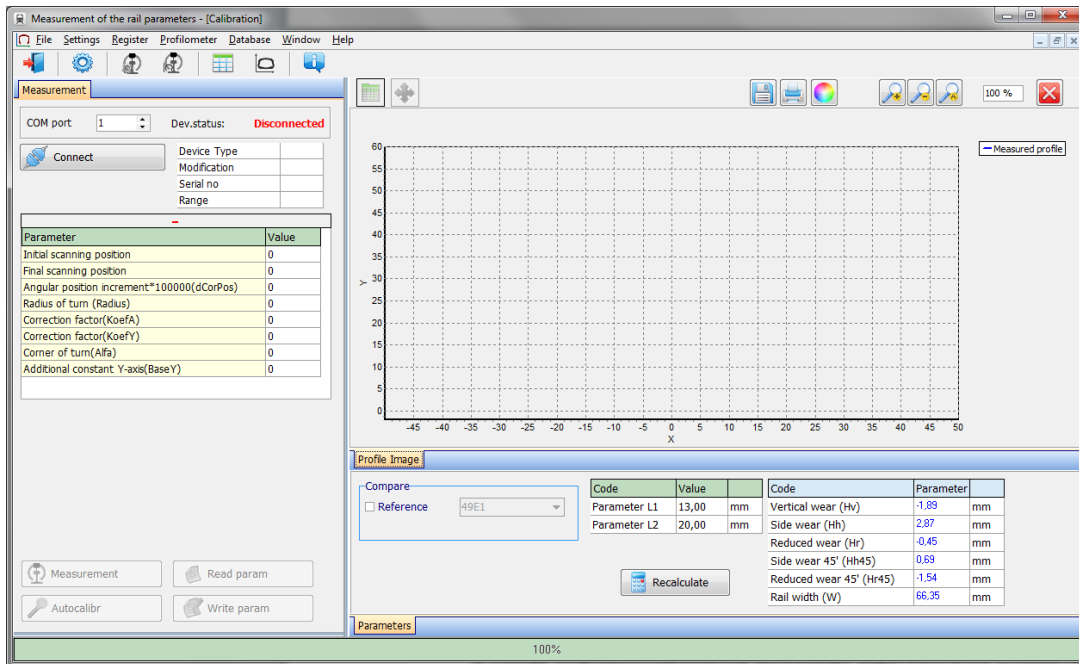 Measurement of the rail parameters - [Calibration]
File Settings Register Profilometer Database Window Help
Measurement
COM port 1 Dev.status: Disconnected
Connect
Device Type
Modification
Serial no
Range
-
Parameter Value
Initial scanning position 0
Final scanning position 0
Angular position increment*100000(dCorPos) 0
Radius of turn (Radius) 0
Correction factor(KoefA) 0
Correction factor(KoefY) 0
Corner of turn(Alfa) 0
Additional constant Y-axis(BaseY) 0
Measurement Read param
Autocalibr Write param
100 %
Measured profile
60
55
50
45
40
35
Y
30
25
20
15
10
5
0
-45 -40 -35 -30 -25 -20 -15 -10 -5 0 5 10 15 20 25 30 35 40 45 50
X
Profile Image
Compare
Reference 49E1
Code Value
Parameter L1 13,00 mm
Parameter L2 20,00 mm
Recalculate
Code Parameter
Vertical wear (Hv) -1,89 mm
Side wear (Hh) 2,87 mm
Reduced wear (Hr) -0,45 mm
Side wear 45' (Hh45) 0,69 mm
Reduced wear 45' (Hr45) -1,54 mm
Rail width (W) 66,35 mm
Parameters
100%